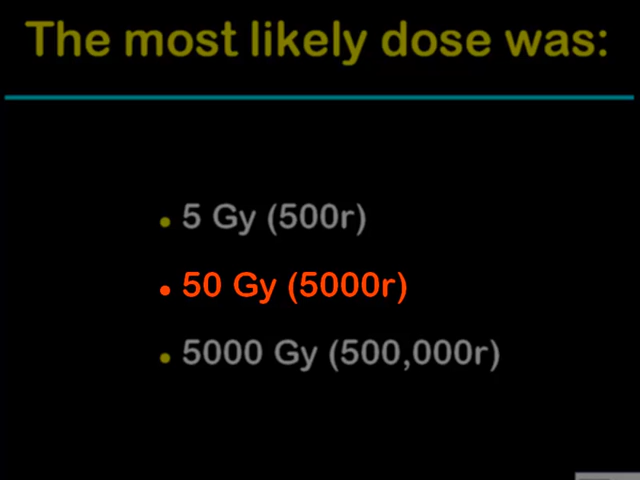 The most likely dose was:
• 5 Gy (500r)
• 50 Gy (5000r)
• 5000 Gy (500,000r)